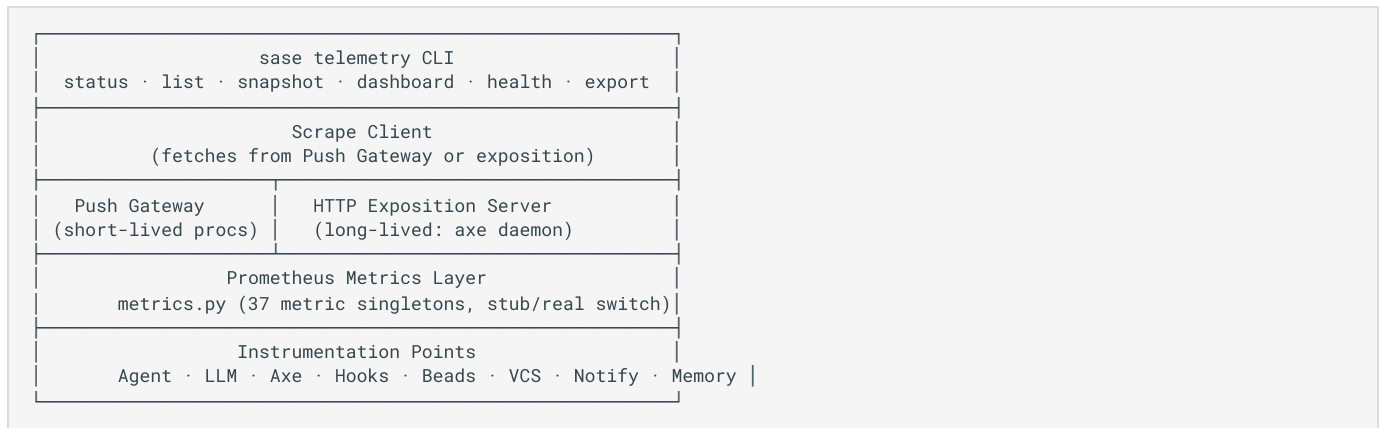 sase telemetry CLI
status · list · snapshot · dashboard · health · export
Scrape Client
(fetches from Push Gateway or exposition)
Push Gateway HTTP Exposition Server
(short-lived procs) (long-lived: axe daemon)
Prometheus Metrics Layer
metrics.py (37 metric singletons, stub/real switch)
Instrumentation Points
Agent · LLM · Axe · Hooks · Beads · VCS · Notify · Memory